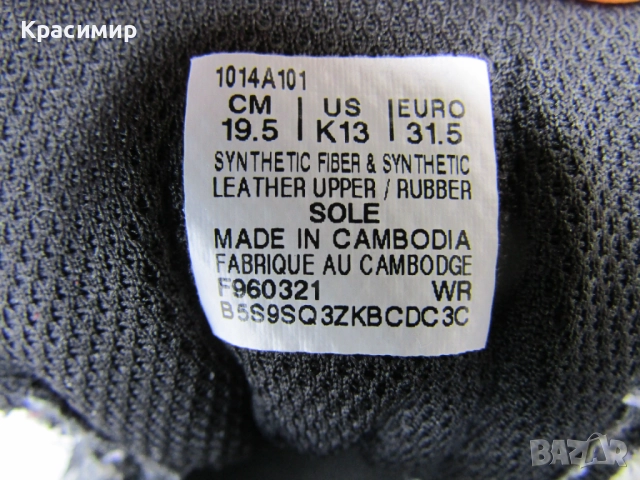 Красимир
1014A101
CM US EURO
19.5 K13 31.5
SYNTHETIC FIBER & SYNTHETIC
LEATHER UPPER / RUBBER
SOLE
MADE IN CAMBODIA
FABRIQUE AU CAMBODGE
F960321 WR
B5S9SQ3ZKBCDC3C
BAZAR